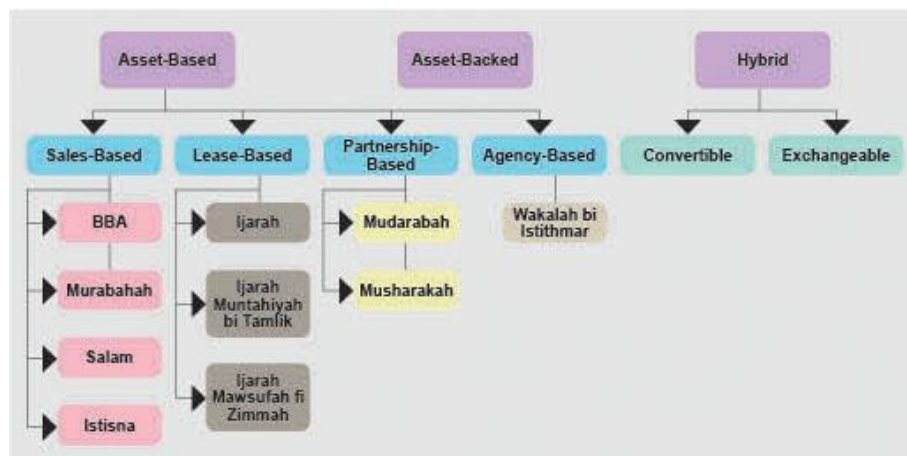 Asset-Based
Asset-Backed
Hybrid
Sales-Based
Lease-Based
Partnership-
Based
Agency-Based
Convertible
Exchangeable
BBA
Murabahah
Salam
Istisna
Ijarah
Ijarah
Muntahiyah
bi Tamlik
Ijarah
Mawsufah fi
Zimmah
Mudarabah
Musharakah
Wakalah bi
Istithmar